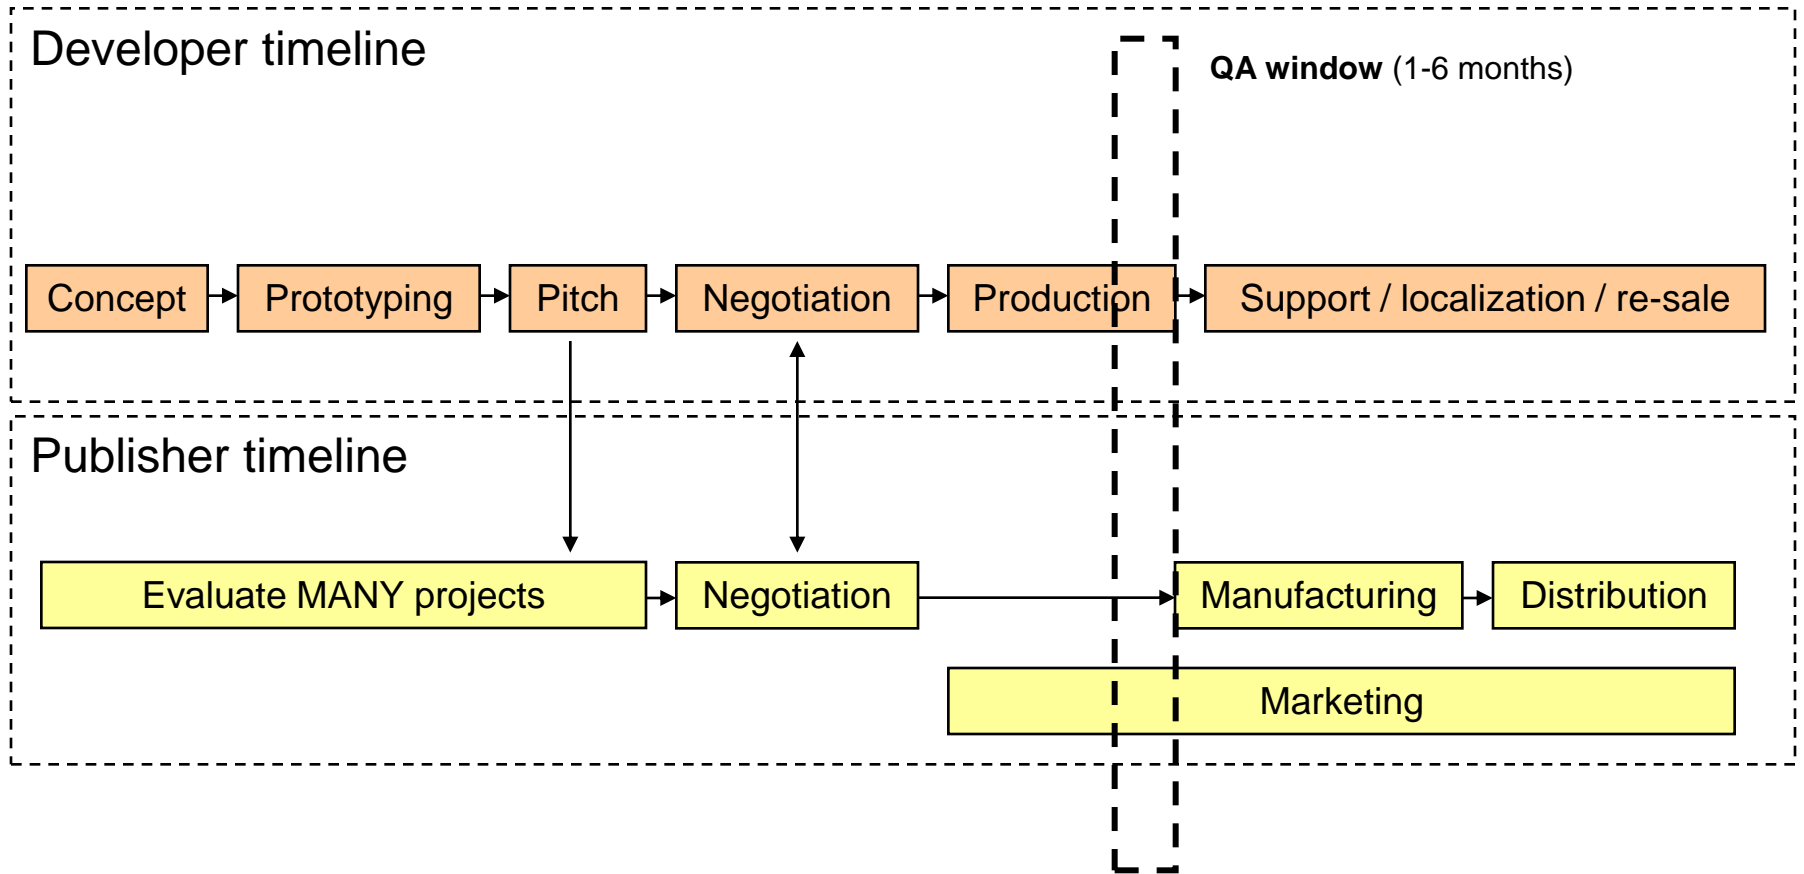 Developer timeline
QA window (1-6 months)
Concept
Prototyping
Pitch
Negotiation
Production
Support / localization / re-sale
Publisher timeline
Evaluate MANY projects
Negotiation
Manufacturing
Distribution
Marketing